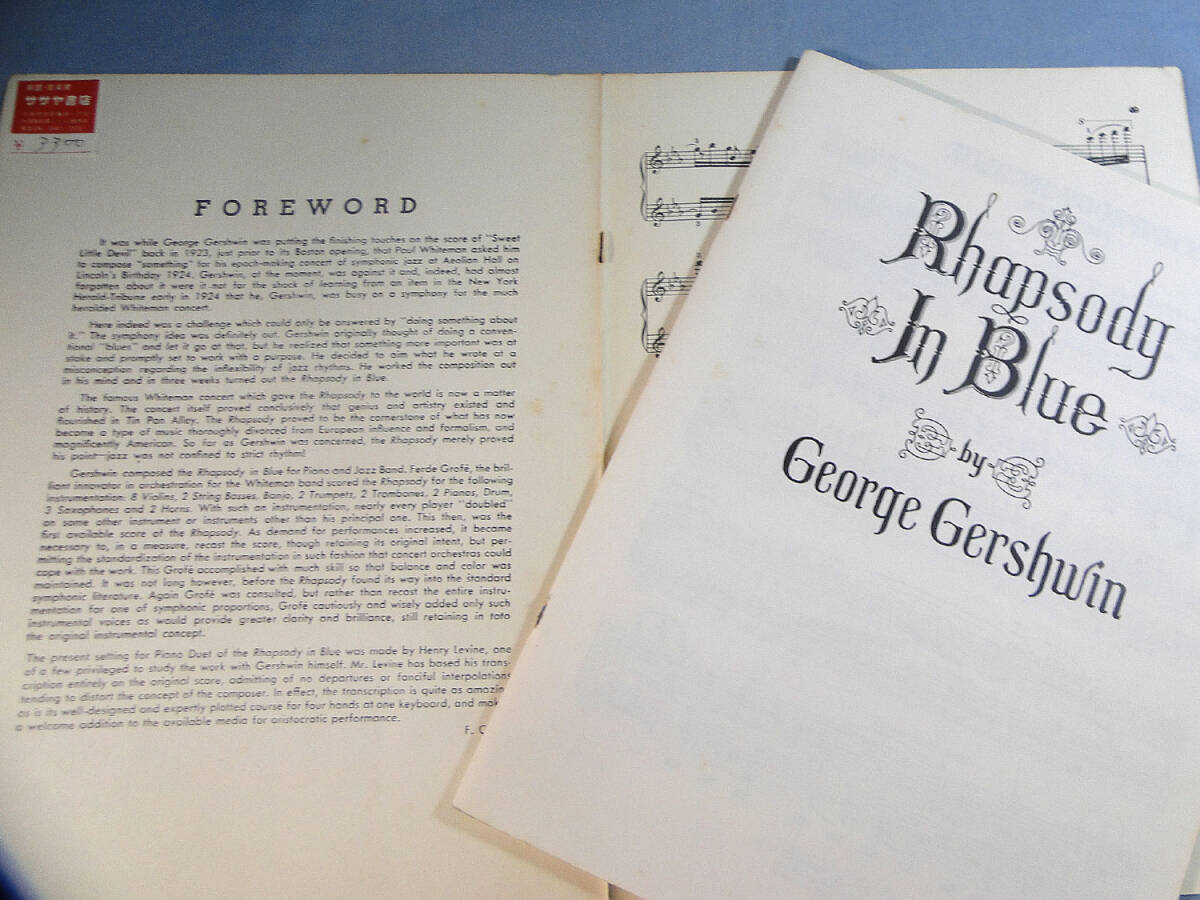 ササヤ書店
¥ 3300
FOREWORD
It was while George Gershwin was putting the finishing touches on the score of "Sweet
Little Devil" back in 1923, just prior to its Boston opening, that Paul Whiteman asked him
to compose "something" for his epoch-making concert of symphonic jazz at Aeolian Hall on
Lincoln's Birthday 1924. Gershwin, at the moment, was against it and, indeed, had almost
forgotten about it were it not for the shock of learning from an item in the New York
Herald-Tribune early in 1924 that he, Gershwin, was busy on a symphony for the much
heralded Whiteman concert.
Here indeed was a challenge which could only be answered by "doing something about
it." The symphony idea was definitely out. Gershwin originally thought of doing a conven-
tional "blues" and let it go at that, but he realized that something more important was at
stake and promptly set to work with a purpose. He decided to aim what he wrote at a
misconception regarding the inflexibility of jazz rhythms. He worked the composition out
in his mind and in three weeks turned out the Rhapsody in Blue.
The famous Whiteman concert which gave the Rhapsody to the world is now a matter
of history. The concert itself proved conclusively that genius and artistry existed and
flourished in Tin Pan Alley. The Rhapsody proved to be the cornerstone of what has now
become a type of music thoroughly divorced from European influence and formalism, and
magnificently American. So far as Gershwin was concerned, the Rhapsody merely proved
his point—jazz was not confined to strict rhythm!
Gershwin composed the Rhapsody in Blue for Piano and Jazz Band. Ferde Grofé, the bril-
liant innovator in orchestration for the Whiteman band scored the Rhapsody for the following
instrumentation: 8 Violins, 2 String Basses, Banjo, 2 Trumpets, 2 Trombones, 2 Pianos, Drum,
3 Saxophones and 2 Horns. With such an instrumentation, nearly every player "doubled"
on some other instrument or instruments other than his principal one. This then, was the
first available score of the Rhapsody. As demand for performances increased, it became
necessary to, in a measure, recast the score, though retaining its original intent, but per-
mitting the standardization of the instrumentation in such fashion that concert orchestras could
cope with the work. This Grofé accomplished with much skill so that balance and color was
maintained. It was not long however, before the Rhapsody found its way into the standard
symphonic literature. Again Grofé was consulted, but rather than recast the entire instru-
mentation for one of symphonic proportions, Grofé cautiously and wisely added only such
instrumental voices as would provide greater clarity and brilliance, still retaining in toto
the original instrumental concept.
The present setting for Piano Duet of the Rhapsody in Blue was made by Henry Levine, one
of a few privileged to study the work with Gershwin himself. Mr. Levine has based his trans-
cription entirely on the original score, admitting of no departures or fanciful interpolations
tending to distort the concept of the composer. In effect, the transcription is quite as amazin
as is its well-designed and expertly plotted course for four hands at one keyboard, and mak
a welcome addition to the available media for aristocratic performance.
F. C
3
3
8
Rhapsody
In Blue
by
George Gershwin